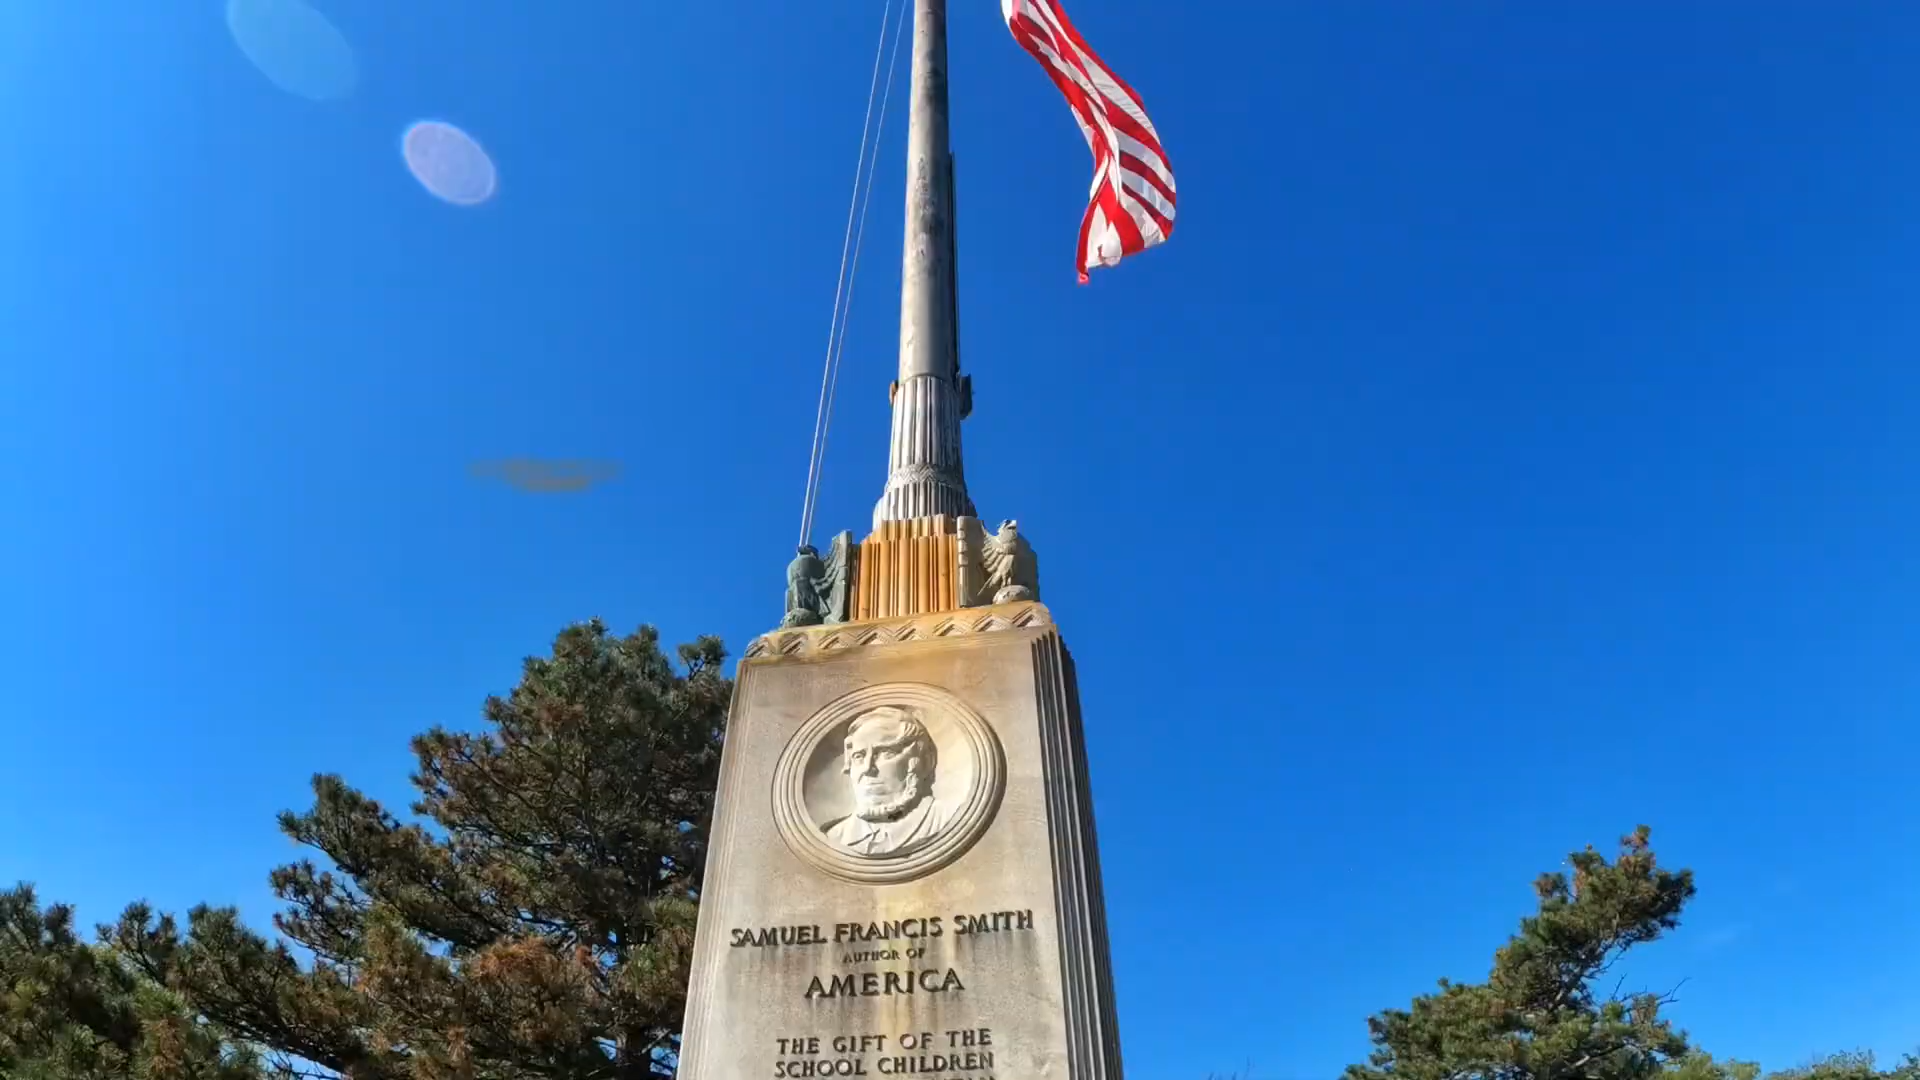 SAMUEL FRANCIS SMITH
AUTHOR OF
AMERICA
THE GIFT OF THE
SCHOOL CHILDREN